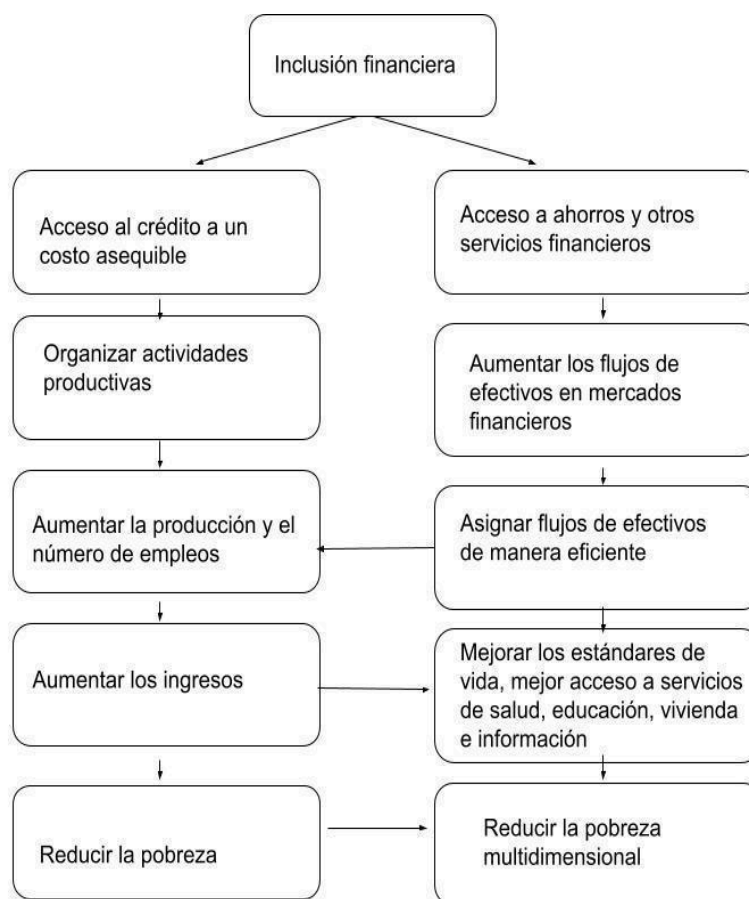 Inclusión financiera
Acceso al crédito a un
costo asequible
Acceso a ahorros y otros
servicios financieros
Organizar actividades
productivas
Aumentar los flujos de
efectivos en mercados
financieros
Aumentar la producción y el
número de empleos
Asignar flujos de efectivos
de manera eficiente
Aumentar los ingresos
Mejorar los estándares de
vida, mejor acceso a servicios
de salud, educación, vivienda
e información
Reducir la pobreza
Reducir la pobreza
multidimensional